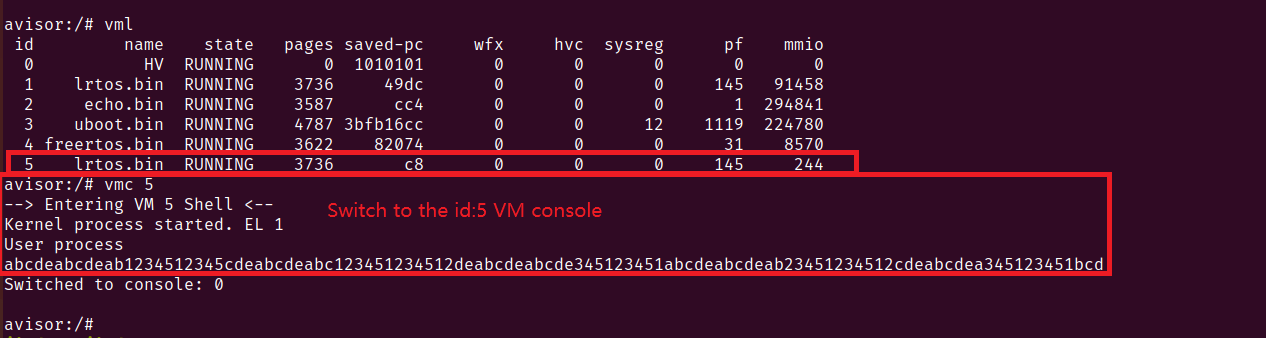 avisor:/# vml
id name state pages saved-pc wfx hvc sysreg pf mmio
0 HV RUNNING 0 1010101 0 0 0 0 0
1 lrtos.bin RUNNING 3736 49dc 0 0 0 145 91458
2 echo.bin RUNNING 3587 cc4 0 0 0 1 294841
3 uboot.bin RUNNING 4787 3bfb16cc 0 0 12 1119 224780
4 freertos.bin RUNNING 3622 82074 0 0 0 31 8570
5 lrtos.bin RUNNING 3736 c8 0 0 0 145 244
avisor:/# vmc 5
--> Entering VM 5 Shell <--
Switch to the id:5 VM console
Kernel process started. EL 1
User process
abcdeabcdeab1234512345cdeabcdeabc123451234512deabcdeabcde345123451abcdeabcdeab23451234512cdeabcdea345123451bcd
Switched to console: 0
avisor:/#